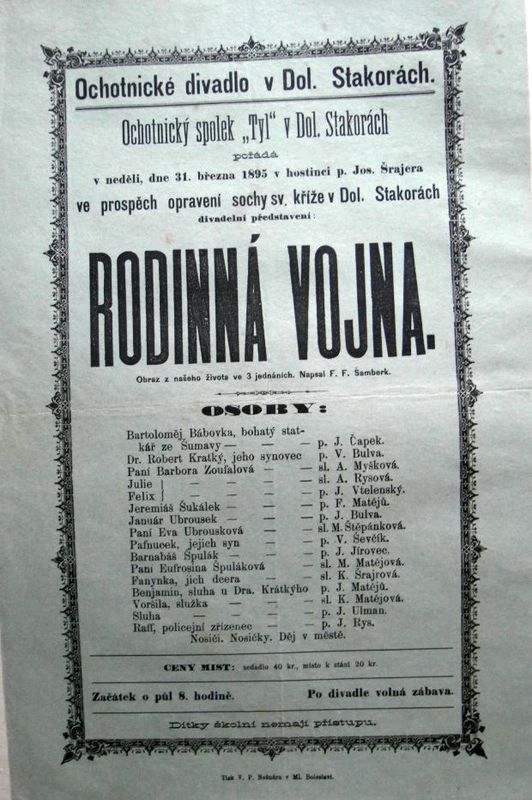 Ochotnické divadlo v Dol. Stakorách.
Ochotnický spolek „Tyl" v Dol. Stakorách
pořádá
v neděli, dne 31. března 1895 v hostinci p. Jos. Šrajera
ve prospěch opravení sochy sv. kříže v Dol. Stakorách
divadelní představení:
RODINNÁ VOJNA.
Obraz z našeho života ve 3 jednáních. Napsal F. F. Šamberk.
OSOBY:
Bartoloměj Bábovka, bohatý stat-
kář ze Šumavy — — — p. J. Čapek.
Dr. Robert Kratký, jeho synovec p. V. Bulva.
Paní Barbora Zoufalová — — sl. A. Myšková.
Julie } — — — — sl. A. Rysová.
Felix } — — — — p. J. Vtelenský.
Jeremiáš Šukálek — — — p. F. Matějů.
Január Ubrousek — — — p. J. Bulva.
Paní Eva Ubrousková — — sl. M. Štěpánková.
Pafnucek, jejich syn — — p. V. Ševčík.
Barnabáš Špulák — — — p. J. Jírovec.
Paní Eufrosina Špuláková — sl. M. Matějová.
Fanynka, jich dcera — — sl. K. Šrajrová.
Benjamin, sluha u Dra. Krátkýho p. J. Matějů.
Voršila, služka — — — sl. K. Matějová.
Sluha — — — — p. J. Ulman.
Raff, policejní zřízenec — — p. J. Rys.
Nosiči. Nosičky. Děj v městě.
CENY MÍST: sedadlo 40 kr., místo k stání 20 kr.
Začátek o půl 8. hodině. Po divadle volná zábava.
Dítky školní nemají přístupu.
Tisk V. P. Nešnára v Ml. Boleslavi.